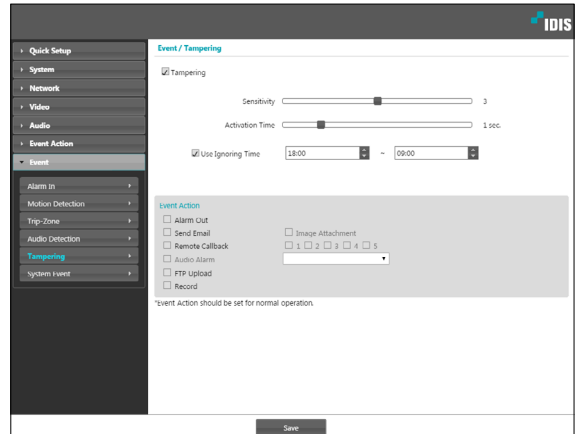 IDIS
Quick Setup
System
Network
Video
Audio
Event Action
Event
Alarm In
Motion Detection
Trip-Zone
Audio Detection
Tampering
System Event
Event / Tampering
Tampering
Sensitivity 3
Activation Time 1 sec.
Use Ignoring Time 18:00 ~ 09:00
Event Action
Alarm Out
Send Email Image Attachment
Remote Callback 1 2 3 4 5
Audio Alarm
FTP Upload
Record
*Event Action should be set for normal operation.
Save